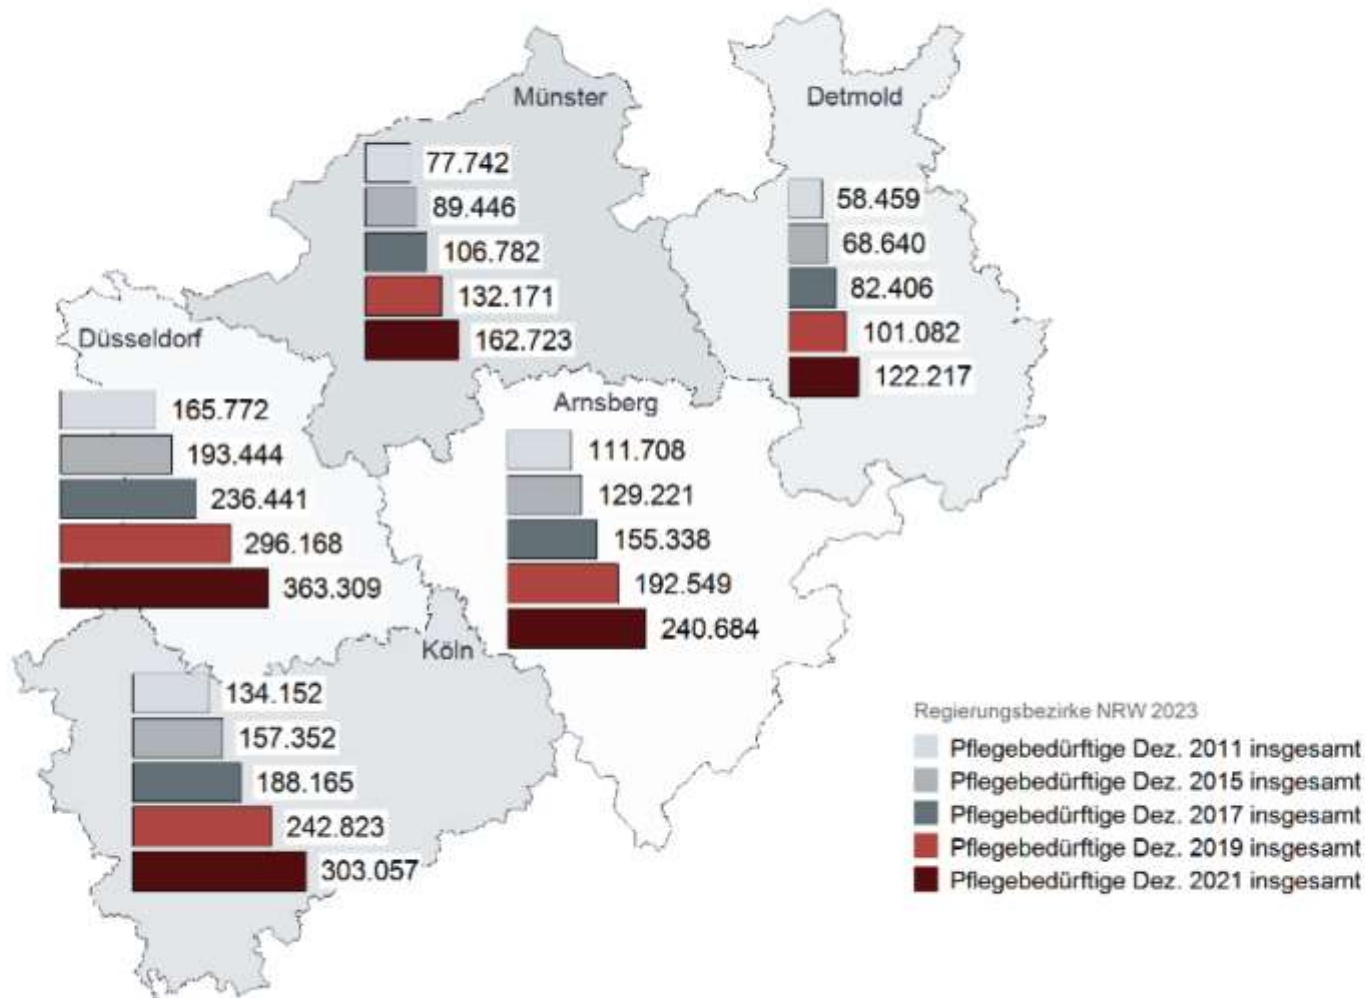 Münster
77.742
89.446
106.782
132.171
162.723
Detmold
58.459
68.640
82.406
101.082
122.217
Düsseldorf
165.772
193.444
236.441
296.168
363.309
Arnsberg
111.708
129.221
155.338
192.549
240.684
Köln
134.152
157.352
188.165
242.823
303.057
Regierungsbezirke NRW 2023
Pflegebedürftige Dez. 2011 insgesamt
Pflegebedürftige Dez. 2015 insgesamt
Pflegebedürftige Dez. 2017 insgesamt
Pflegebedürftige Dez. 2019 insgesamt
Pflegebedürftige Dez. 2021 insgesamt